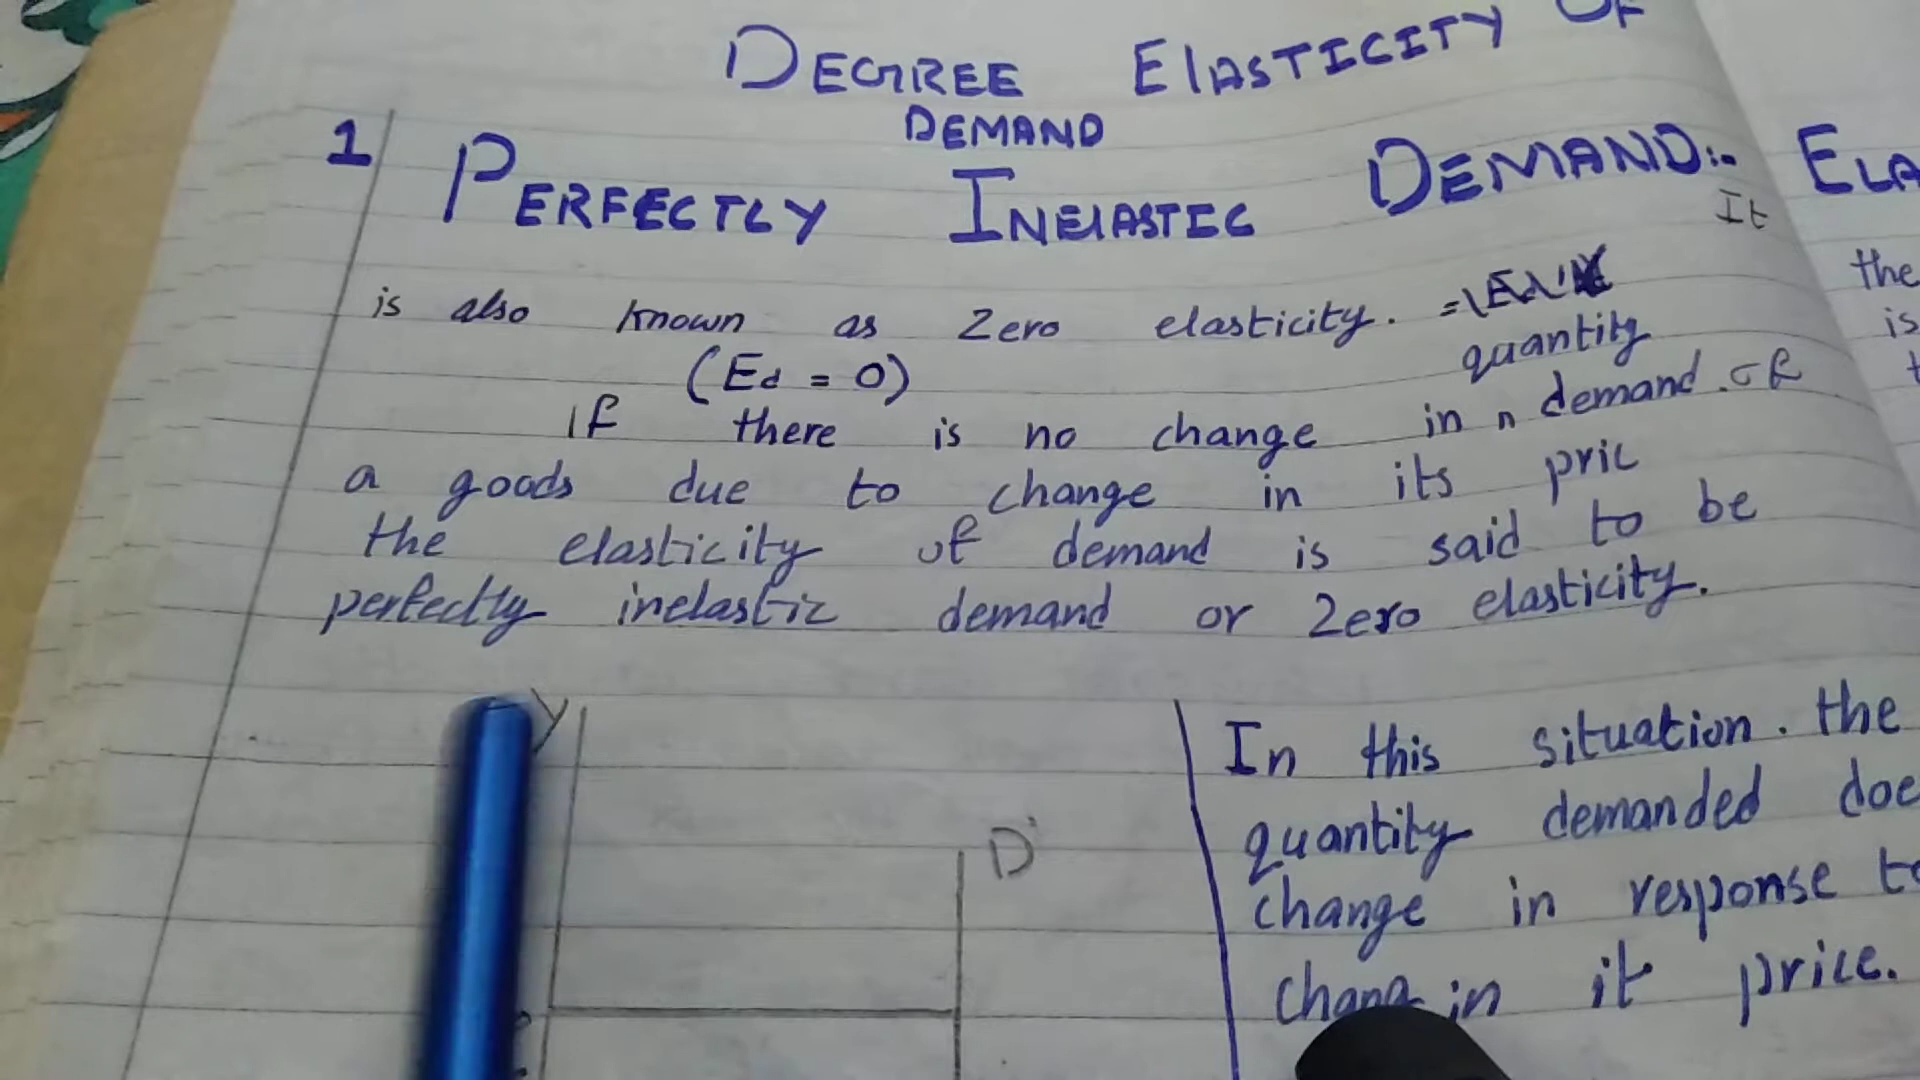 DEGREE ELASTICITY OF
DEMAND
1 PERFECTLY INELASTIC DEMAND:- It
is also known as Zero elasticity.
(Ed = 0)
If there is no change in quantity demand of
a goods due to change in its pric
the elasticity of demand is said to be
perfectly inelastic demand or Zero elasticity.
Y
D
In this situation. the
quantity demanded doe
change in response to
chang in it price.
ELA
the
is
t